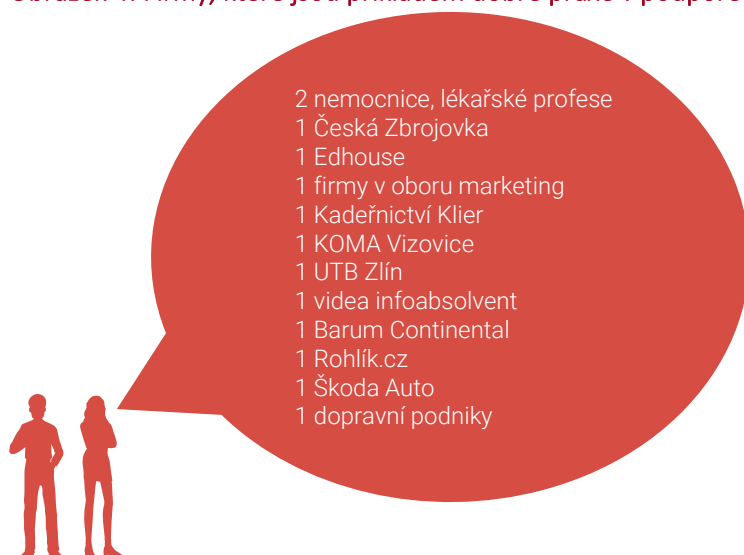 2 nemocnice, lékařské profese
1 Česká Zbrojovka
1 Edhouse
1 firmy v oboru marketing
1 Kadeřnictví Klier
1 KOMA Vizovice
1 UTB Zlín
1 videa infoabsolvent
1 Barum Continental
1 Rohlík.cz
1 Škoda Auto
1 dopravní podniky